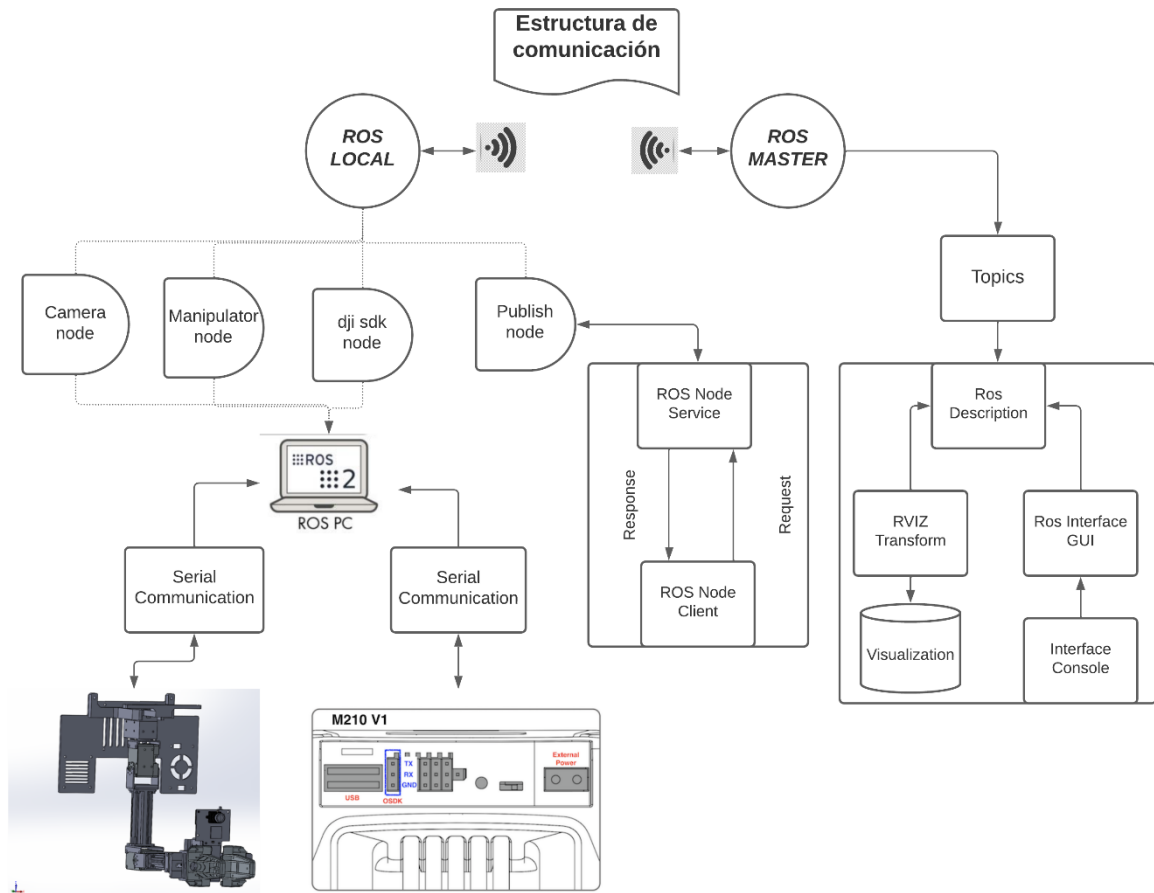 Estructura de
comunicación
ROS
LOCAL
ROS
MASTER
Camera
node
Manipulator
node
dji sdk
node
Publish
node
Topics
ROS Node
Service
Response
Request
ROS Node
Client
Ros
Description
RVIZ
Transform
Ros Interface
GUI
Visualization
Interface
Console
ROS
2
ROS PC
Serial
Communication
Serial
Communication
M210 V1
TX
RX
GND
USB
OSDK
External
Power